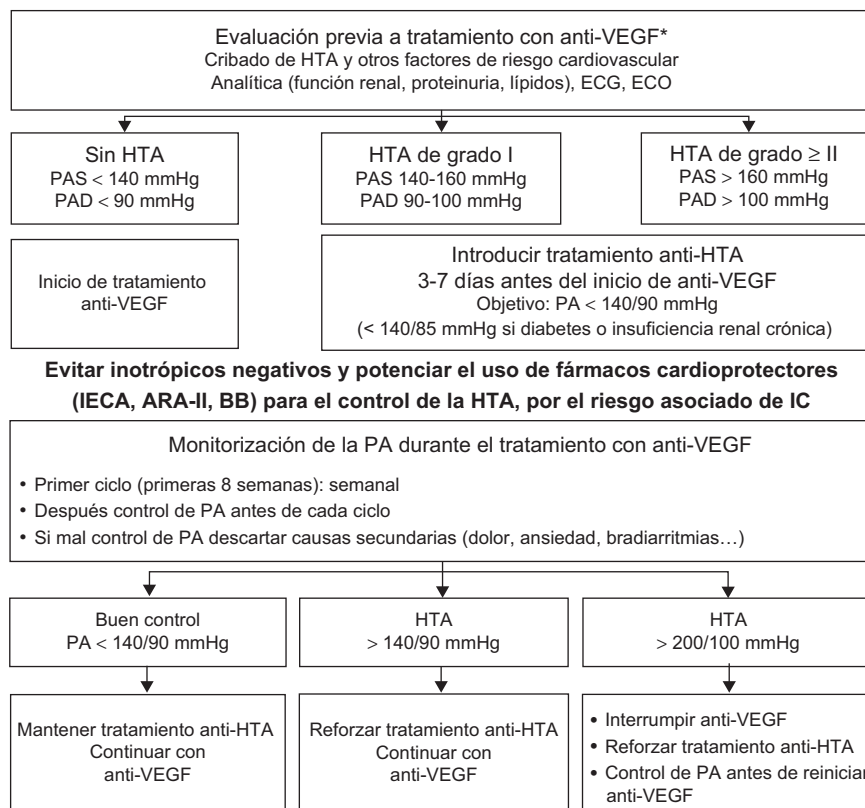 Evaluación previa a tratamiento con anti-VEGF*
Cribado de HTA y otros factores de riesgo cardiovascular
Analítica (función renal, proteinuria, lípidos), ECG, ECO
Sin HTA
PAS < 140 mmHg
PAD < 90 mmHg
HTA de grado I
PAS 140-160 mmHg
PAD 90-100 mmHg
HTA de grado ≥ II
PAS > 160 mmHg
PAD > 100 mmHg
Inicio de tratamiento
anti-VEGF
Introducir tratamiento anti-HTA
3-7 días antes del inicio de anti-VEGF
Objetivo: PA < 140/90 mmHg
(< 140/85 mmHg si diabetes o insuficiencia renal crónica)
Evitar inotrópicos negativos y potenciar el uso de fármacos cardioprotectores
(IECA, ARA-II, BB) para el control de la HTA, por el riesgo asociado de IC
Monitorización de la PA durante el tratamiento con anti-VEGF
• Primer ciclo (primeras 8 semanas): semanal
• Después control de PA antes de cada ciclo
• Si mal control de PA descartar causas secundarias (dolor, ansiedad, bradiarritmias…)
Buen control
PA < 140/90 mmHg
HTA
> 140/90 mmHg
HTA
> 200/100 mmHg
Mantener tratamiento anti-HTA
Continuar con
anti-VEGF
Reforzar tratamiento anti-HTA
Continuar con
anti-VEGF
• Interrumpir anti-VEGF
• Reforzar tratamiento anti-HTA
• Control de PA antes de reiniciar
anti-VEGF